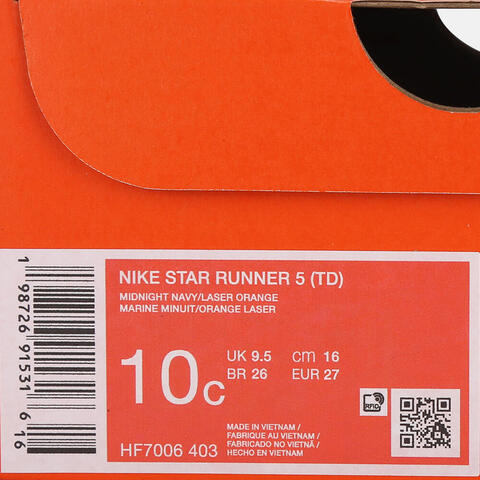 NIKE STAR RUNNER 5 (TD)
MIDNIGHT NAVY/LASER ORANGE
MARINE MINUIT/ORANGE LASER
10C
UK 9.5 cm 16
BR 26 EUR 27
RFID
HF7006 403
MADE IN VIETNAM /
FABRIQUE AU VIETNAM /
FABRICADO NO VIETNÃ /
HECHO EN VIETNAM
1 98726 91531 6 16